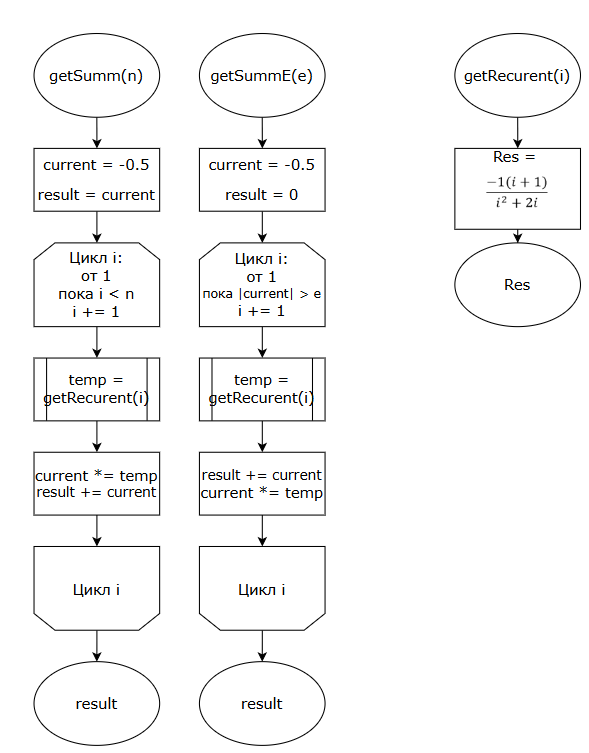 getSumm(n)
current = -0.5
result = current
Цикл i:
от 1
пока i < n
i += 1
temp =
getRecurent(i)
current *= temp
result += current
Цикл i
result
getSummE(e)
current = -0.5
result = 0
Цикл i:
от 1
пока |current| > e
i += 1
temp =
getRecurent(i)
result += current
current *= temp
Цикл i
result
getRecurent(i)
Res =
−1(i + 1)
i² + 2i
Res